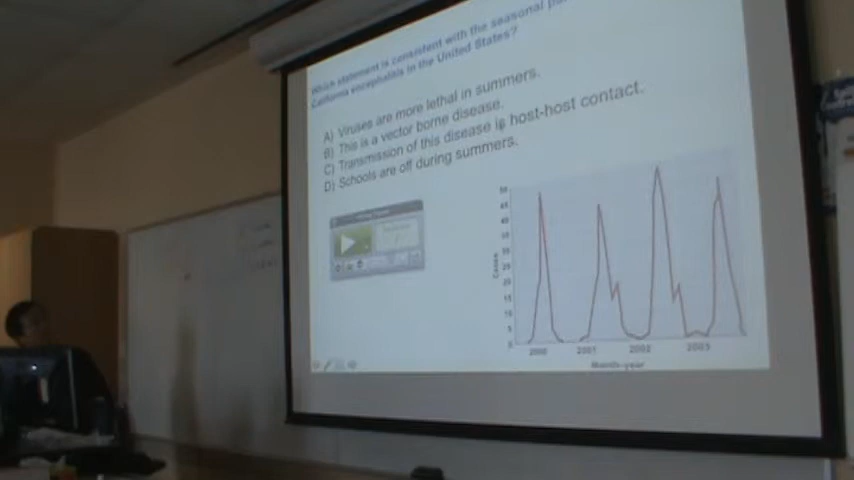 Which statement is consistent with the seasonal
California encephalitis in the United States?
A) Viruses are more lethal in summers.
B) This is a vector borne disease.
C) Transmission of this disease is host-host contact.
D) Schools are off during summers.
50
45
40
35
30
25
20
15
10
5
0
Cases
2000 2001 2002 2003
Month-year